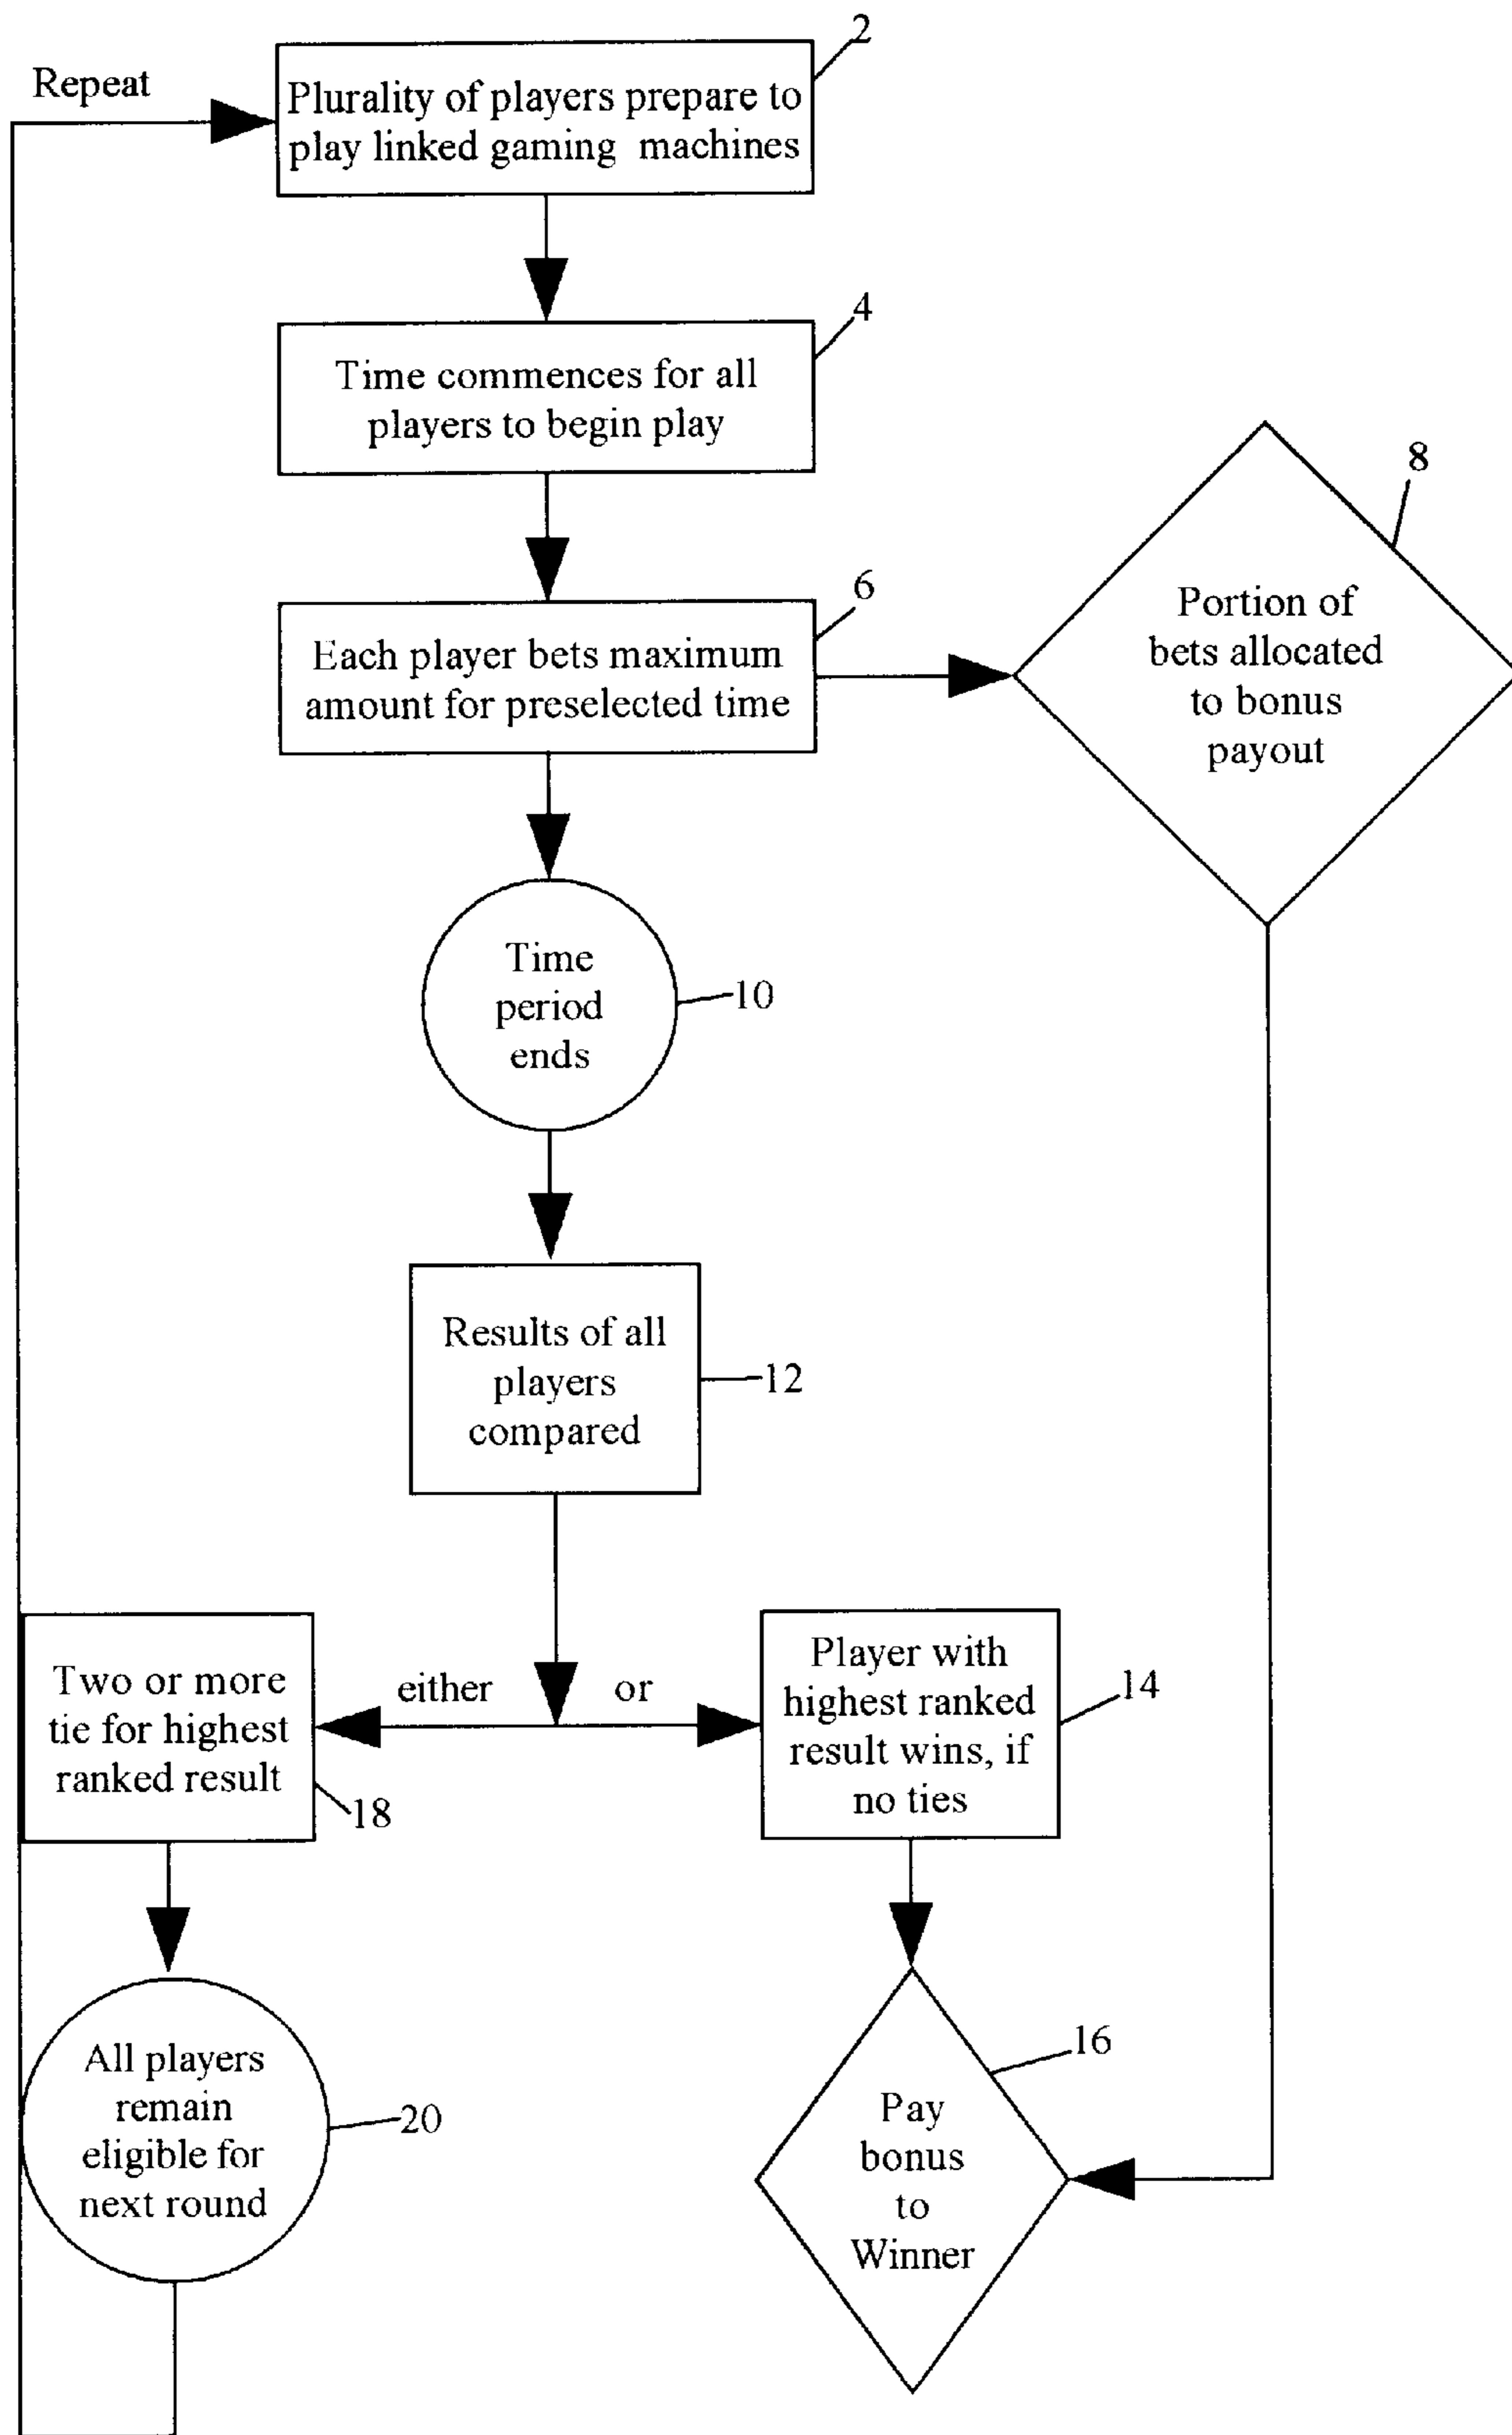 2
Repeat
Plurality of players prepare to
play linked gaming machines
4
Time commences for all
players to begin play
8
6
Each player bets maximum
amount for preselected time
Portion of
bets allocated
to bonus
payout
Time
period
ends
10
Results of all
players
compared
12
either
or
Two or more
tie for highest
ranked result
18
Player with
highest ranked
result wins, if
no ties
14
All players
remain
eligible for
next round
20
16
Pay
bonus
to
Winner